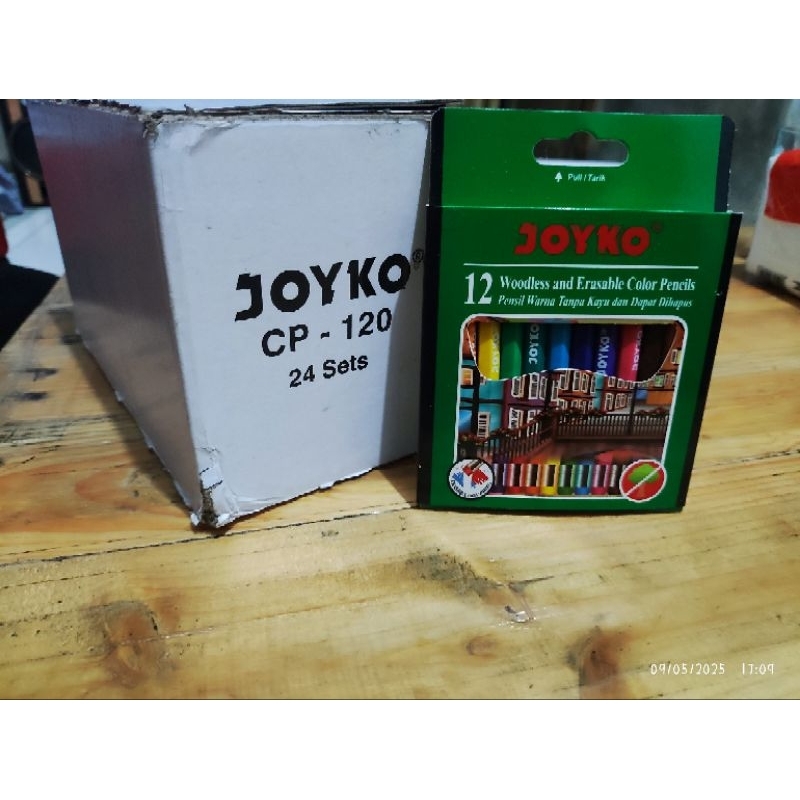 JOYKO®
CP - 120
24 Sets
Pull / Tarik
JOYKO®
12 Woodless and Erasable Color Pencils
Pensil Warna Tanpa Kayu dan Dapat Dihapus
JOYKO
JOYKO
09/05/2025 17:09